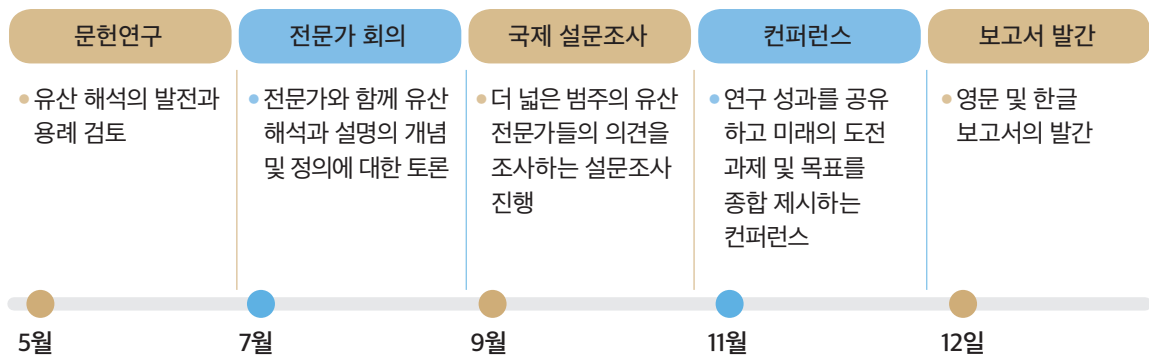 문헌연구
유산 해석의 발전과
용례 검토
전문가 회의
전문가와 함께 유산
해석과 설명의 개념
및 정의에 대한 토론
국제 설문조사
더 넓은 범주의 유산
전문가들의 의견을
조사하는 설문조사
진행
컨퍼런스
연구 성과를 공유
하고 미래의 도전
과제 및 목표를
종합 제시하는
컨퍼런스
보고서 발간
영문 및 한글
보고서의 발간
5월
7월
9월
11월
12일